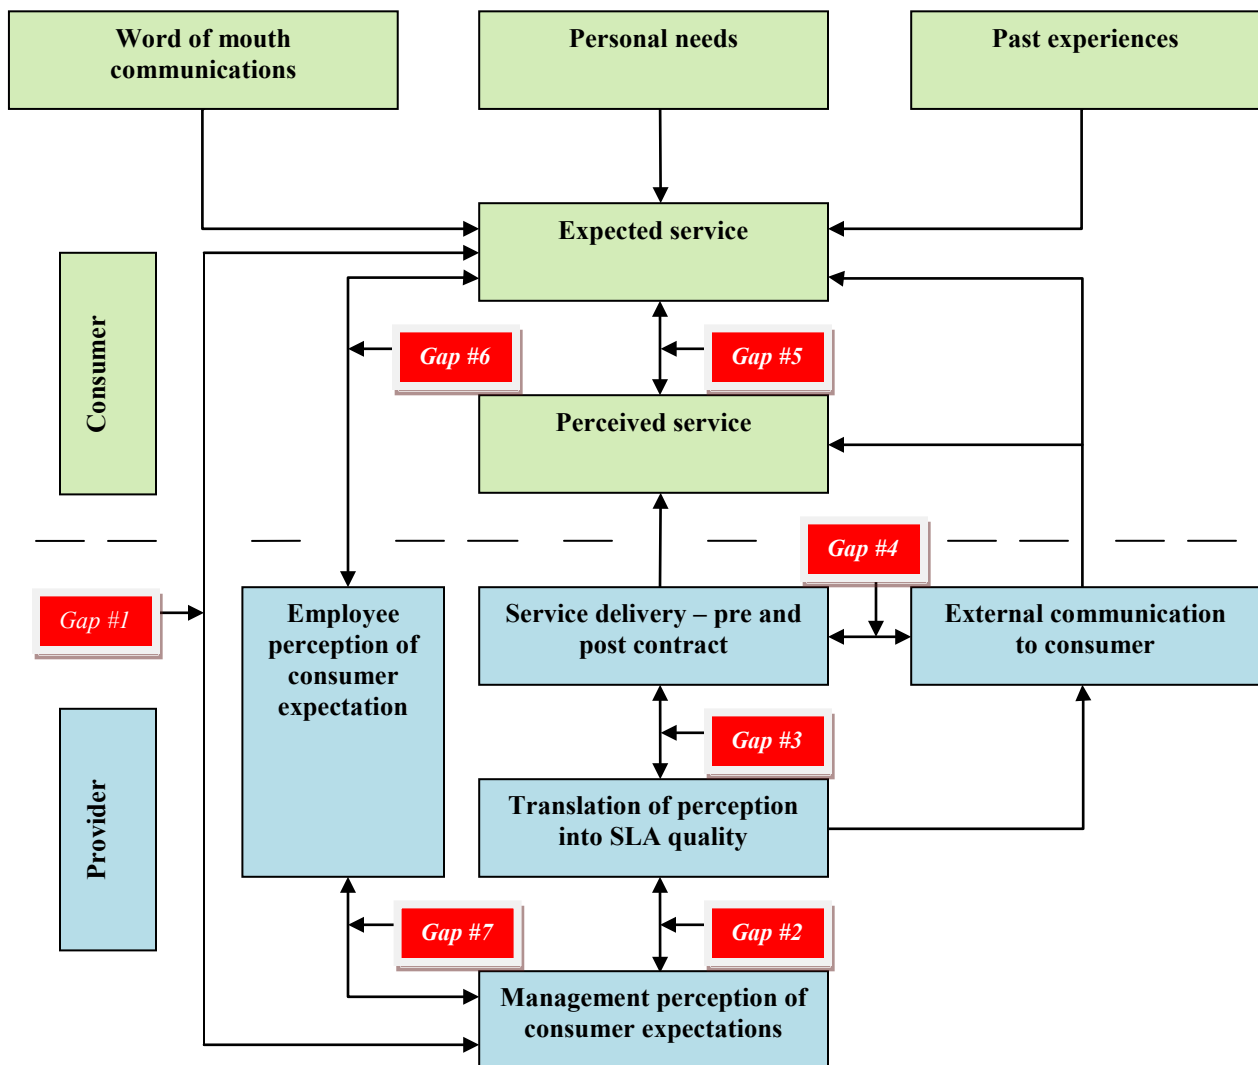 Word of mouth
communications
Personal needs
Past experiences
Expected service
Consumer
Gap #6
Gap #5
Perceived service
Gap #4
Gap #1
Employee
perception of
consumer
expectation
Service delivery – pre and
post contract
External communication
to consumer
Provider
Gap #3
Translation of perception
into SLA quality
Gap #7
Gap #2
Management perception of
consumer expectations